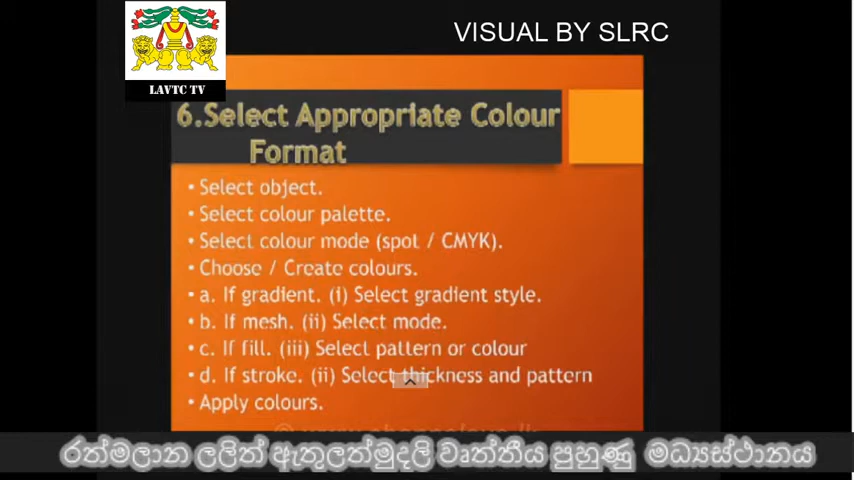 VISUAL BY SLRC
LAVTC TV
6.Select Appropriate Colour
Format
• Select object.
• Select colour palette.
• Select colour mode (spot / CMYK).
• Choose / Create colours.
• a. If gradient. (i) Select gradient style.
• b. If mesh. (ii) Select mode.
• c. If fill. (iii) Select pattern or colour
• d. If stroke. (ii) Select thickness and pattern
• Apply colours.
රත්මලාන ලලිත් ඇතුලත්මුදලි වෘත්තීය පුහුණු මධ්‍යස්ථානය